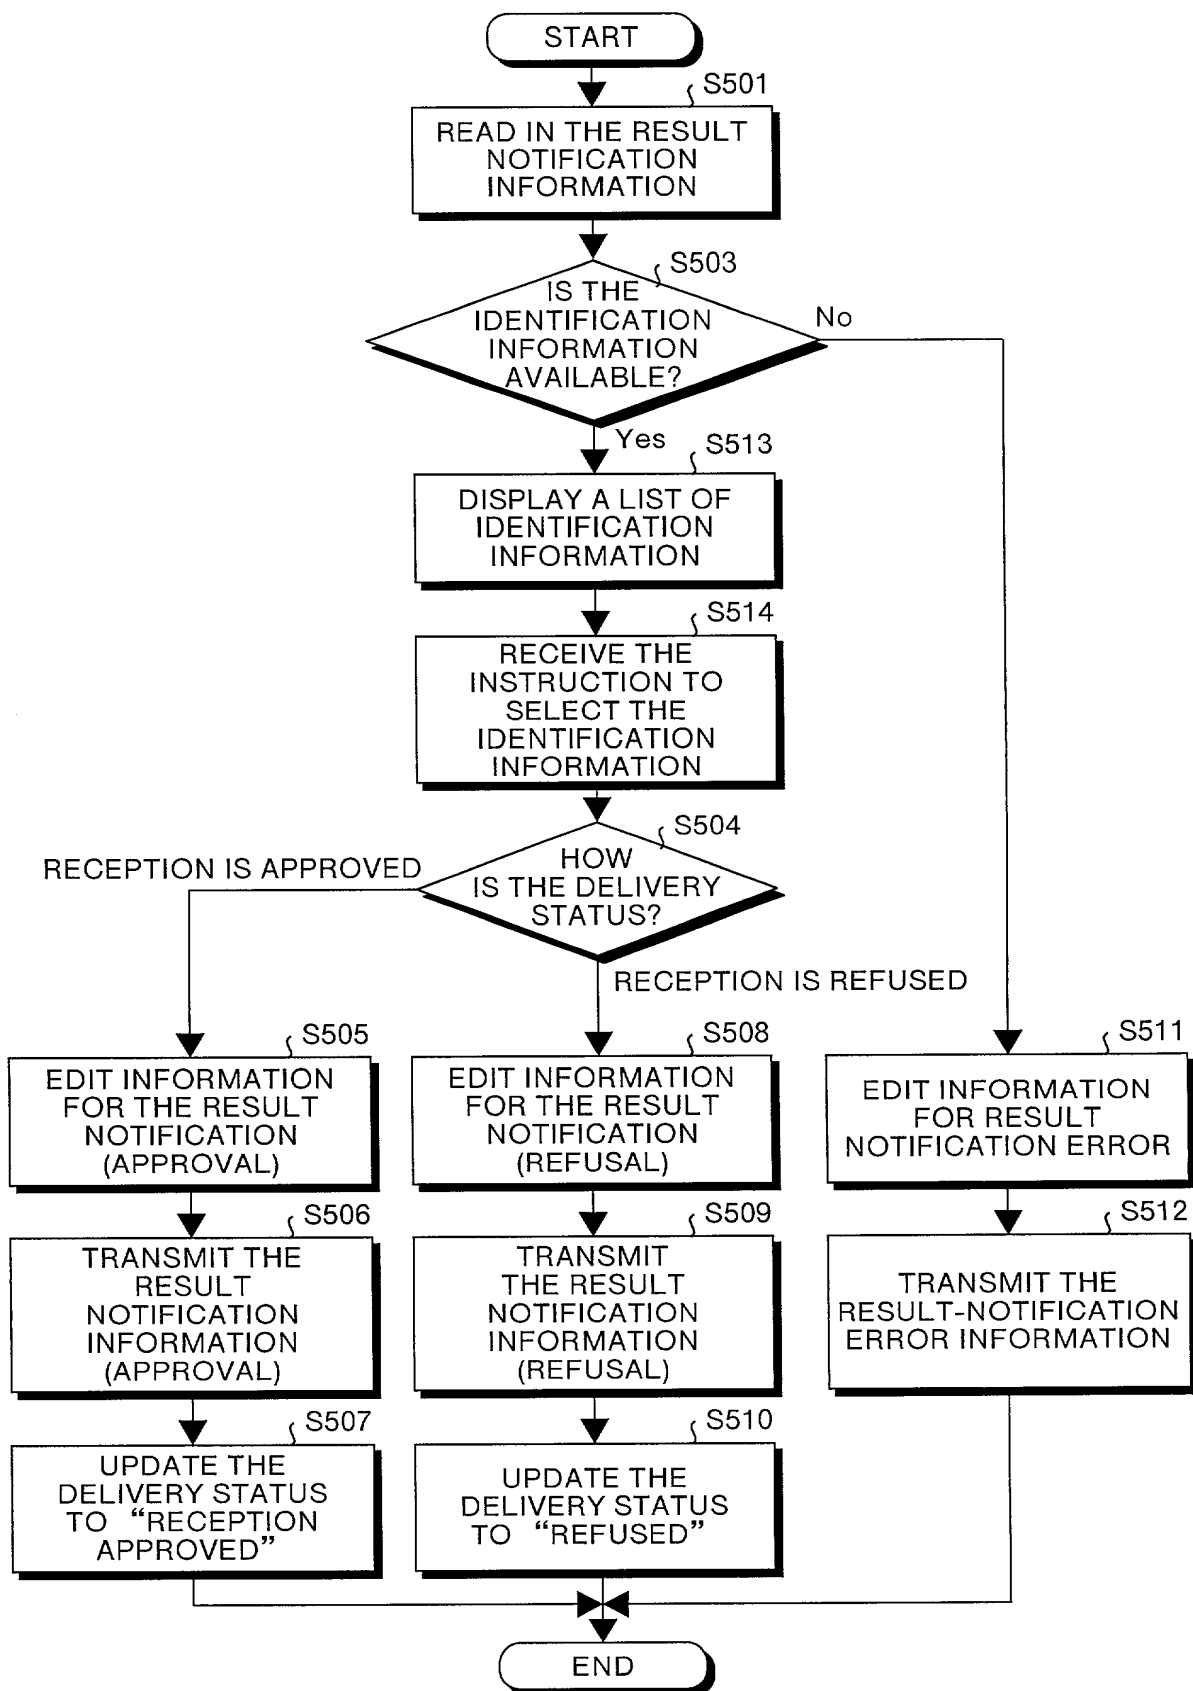 START
S501
READ IN THE RESULT
NOTIFICATION
INFORMATION
S503
IS THE
IDENTIFICATION
INFORMATION
AVAILABLE?
No
Yes
S513
DISPLAY A LIST OF
IDENTIFICATION
INFORMATION
S514
RECEIVE THE
INSTRUCTION TO
SELECT THE
IDENTIFICATION
INFORMATION
S504
HOW
IS THE DELIVERY
STATUS?
RECEPTION IS APPROVED
RECEPTION IS REFUSED
S505
EDIT INFORMATION
FOR THE RESULT
NOTIFICATION
(APPROVAL)
S506
TRANSMIT THE
RESULT
NOTIFICATION
INFORMATION
(APPROVAL)
S507
UPDATE THE
DELIVERY STATUS
TO “RECEPTION
APPROVED”
S508
EDIT INFORMATION
FOR THE RESULT
NOTIFICATION
(REFUSAL)
S509
TRANSMIT
THE RESULT
NOTIFICATION
INFORMATION
(REFUSAL)
S510
UPDATE THE
DELIVERY STATUS
TO “REFUSED”
S511
EDIT INFORMATION
FOR RESULT
NOTIFICATION ERROR
S512
TRANSMIT THE
RESULT-NOTIFICATION
ERROR INFORMATION
END